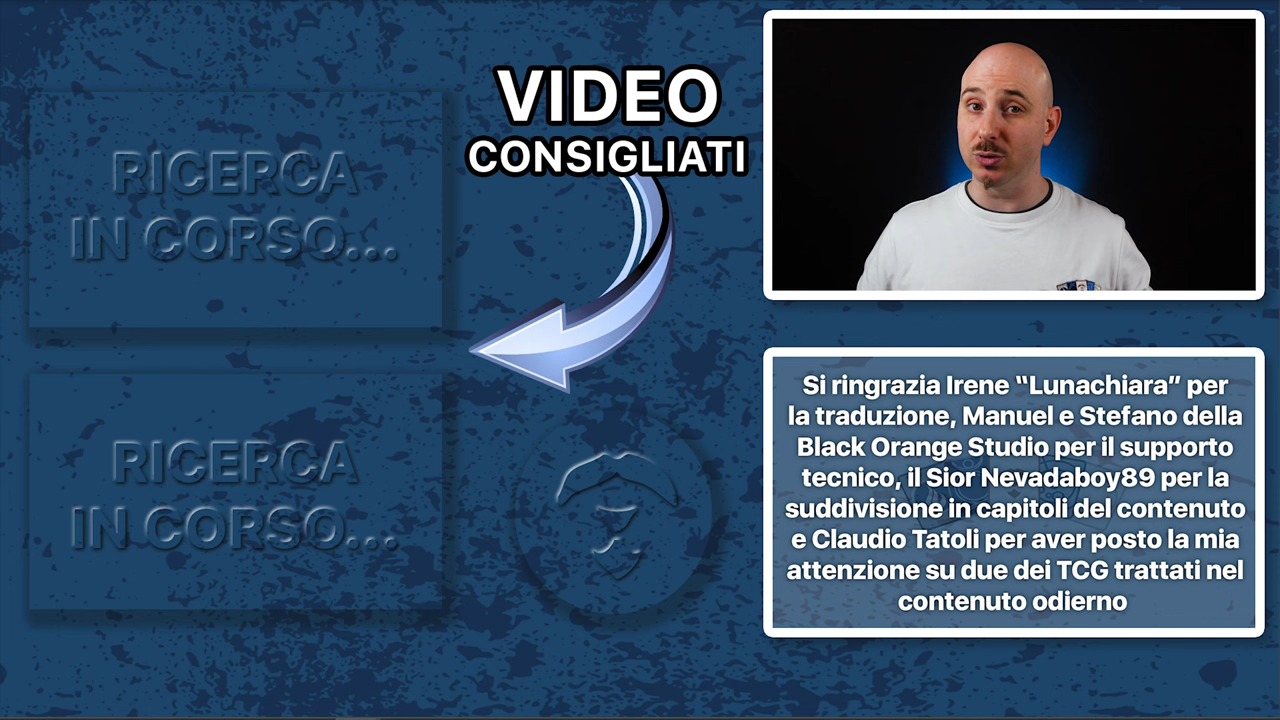 VIDEO
CONSIGLIATI
RICERCA
IN CORSO...
RICERCA
IN CORSO...
Si ringrazia Irene “Lunachiara” per
la traduzione, Manuel e Stefano della
Black Orange Studio per il supporto
tecnico, il Sior Nevadaboy89 per la
suddivisione in capitoli del contenuto
e Claudio Tatoli per aver posto la mia
attenzione su due dei TCG trattati nel
contenuto odierno